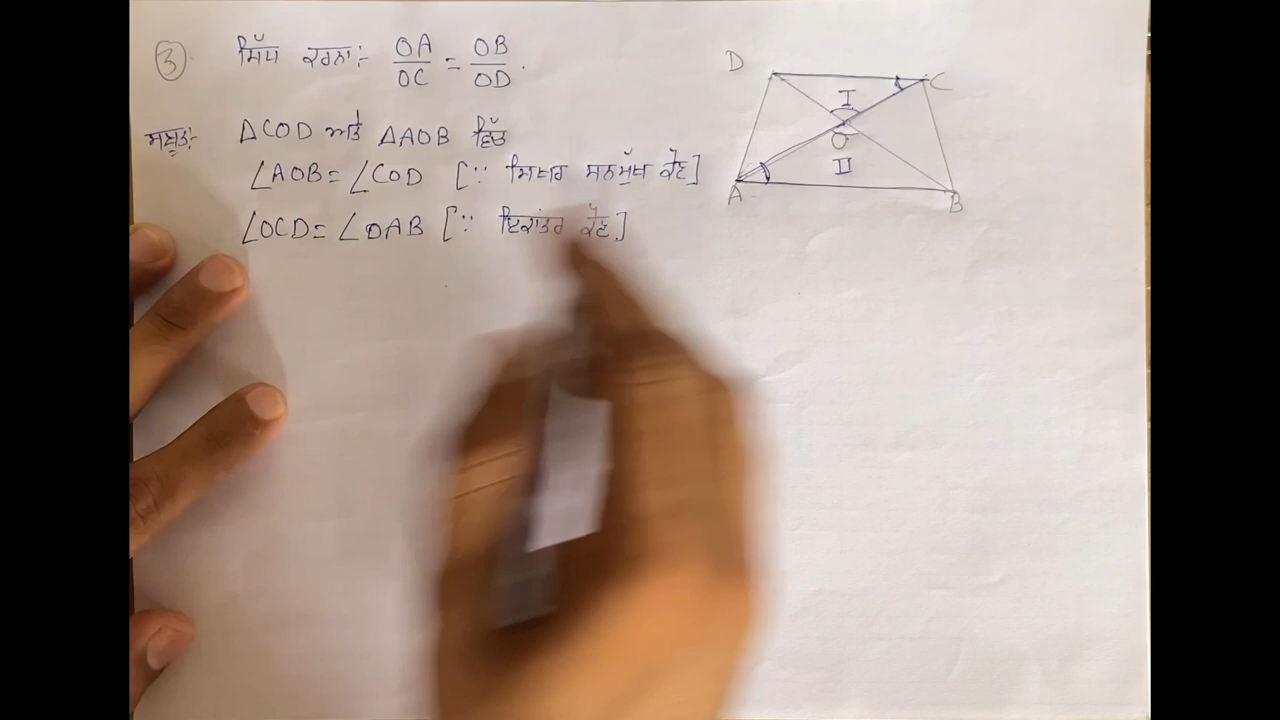 ③ ਸਿੱਧ ਕਰਨਾ:- OA/OC = OB/OD.
ਸਬੂਤ:- ΔCOD ਅਤੇ ΔAOB ਵਿੱਚ
∠AOB = ∠COD [∵ ਸਿਖਰ ਸਨਮੁੱਖ ਕੋਣ]
∠OCD = ∠OAB [∵ ਇਕਾਂਤਰ ਕੋਣ]
D C
I
O
II
A B